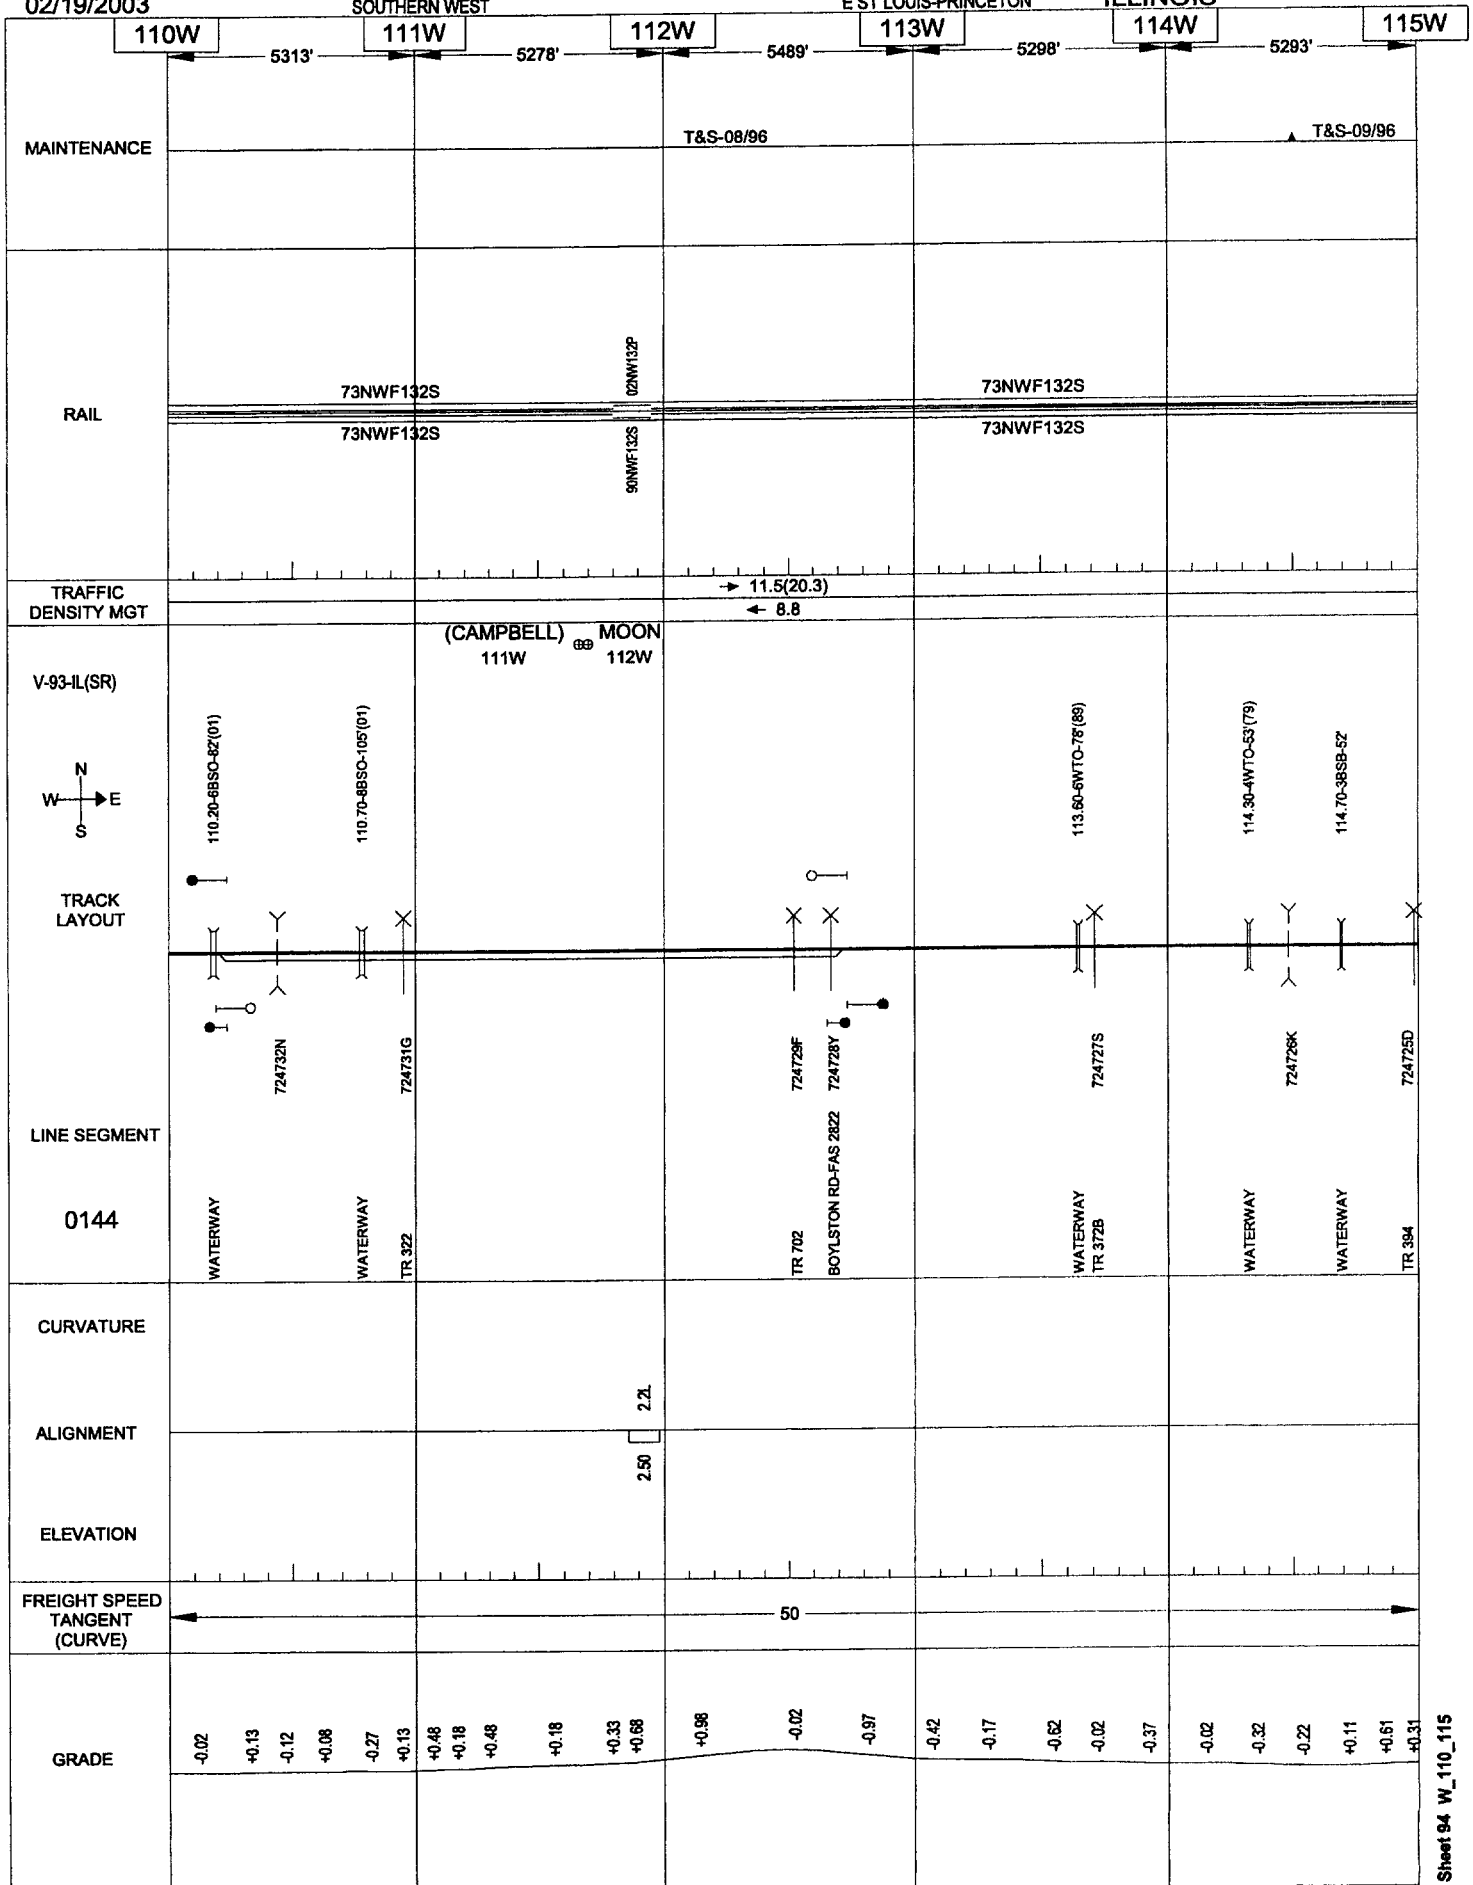 02/19/2003
SOUTHERN WEST
E ST LOUIS-PRINCETON
ILLINOIS
110W
111W
112W
113W
114W
115W
5313'
5278'
5489'
5298'
5293'
MAINTENANCE
T&S-08/96
T&S-09/96
RAIL
73NWF132S
73NWF132S
02NW132P
90NWF132S
73NWF132S
73NWF132S
TRAFFIC
DENSITY MGT
11.5(20.3)
8.8
(CAMPBELL)
111W
MOON
112W
V-93-IL(SR)
N
W
E
S
110.20-6BSO-82'(01)
110.70-8BSO-105'(01)
113.60-6WTO-78'(89)
114.30-4WTO-53'(79)
114.70-3BSB-52'
TRACK
LAYOUT
724732N
724731G
724729F
724728Y
724727S
724726K
724725D
LINE SEGMENT
0144
WATERWAY
WATERWAY
TR 322
TR 702
BOYLSTON RD-FAS 2822
WATERWAY
TR 372B
WATERWAY
WATERWAY
TR 394
CURVATURE
2.2L
ALIGNMENT
2.50
ELEVATION
FREIGHT SPEED
TANGENT
(CURVE)
50
GRADE
-0.02
+0.13
-0.12
+0.08
-0.27
+0.13
+0.48
+0.18
+0.48
+0.18
+0.33
+0.68
+0.98
-0.02
-0.97
-0.42
-0.17
-0.62
-0.02
-0.37
-0.02
-0.32
-0.22
+0.11
+0.61
+0.31
Sheet 94 W_110_115